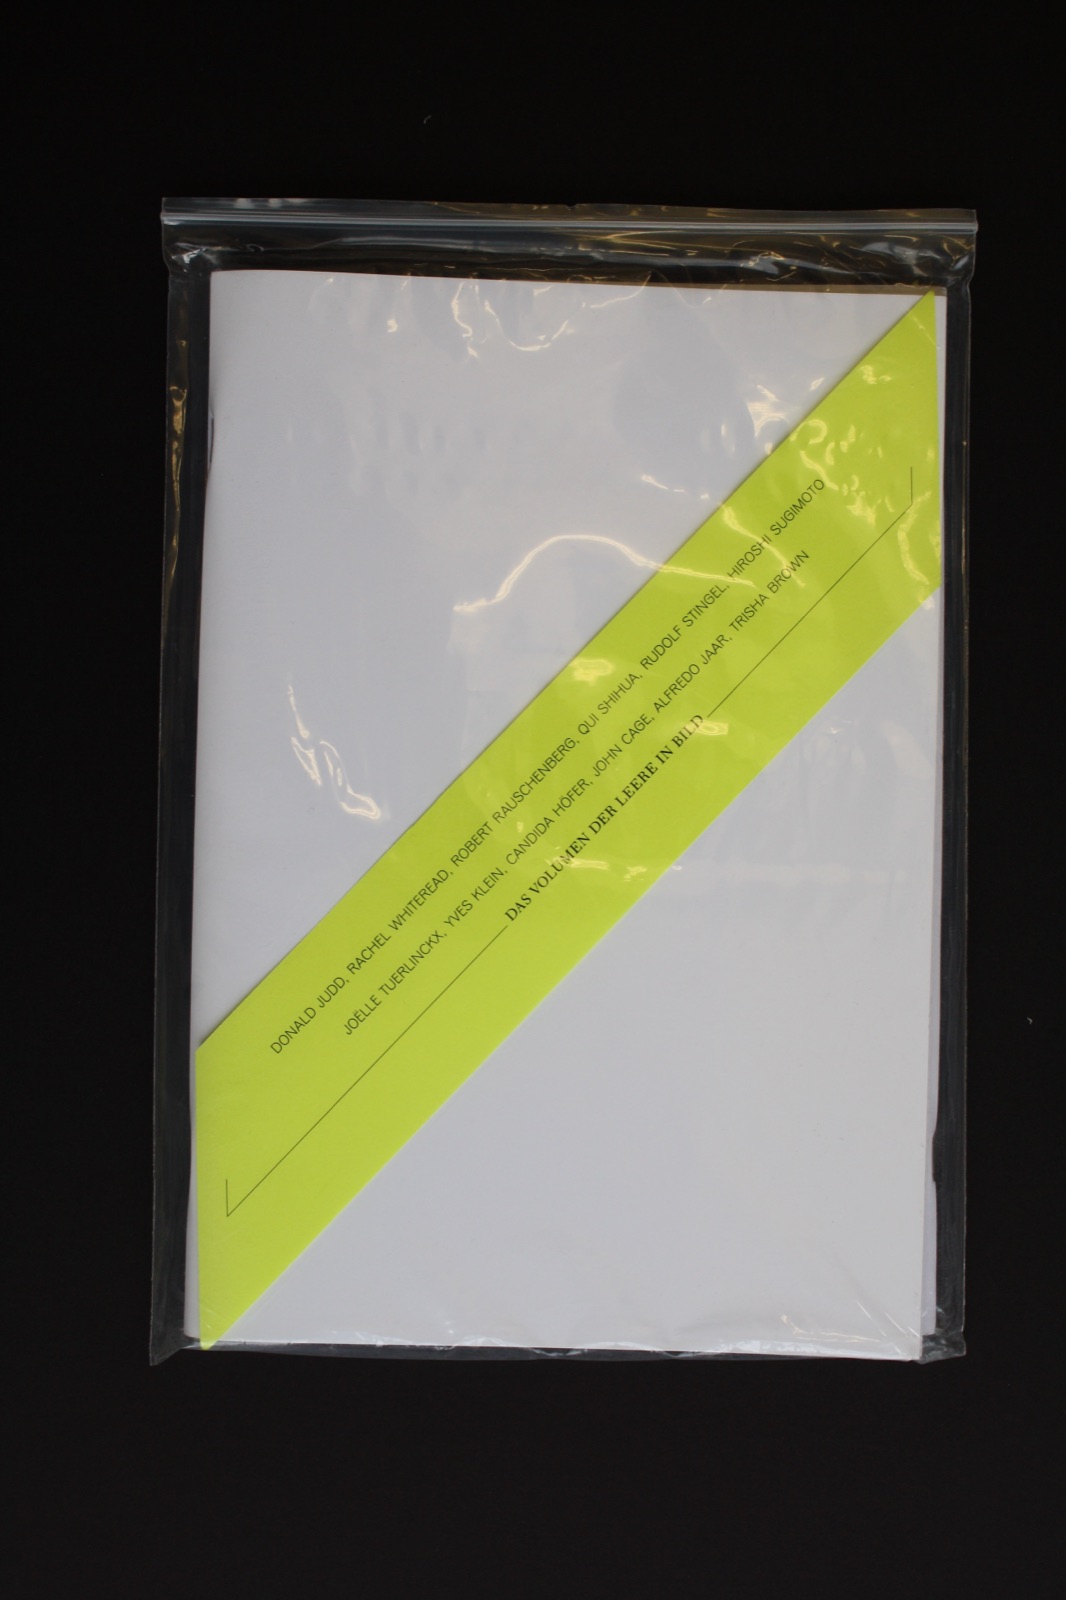 DONALD JUDD, RACHEL WHITEREAD, ROBERT RAUSCHENBERG, QUI SHIHUA, RUDOLF STINGEL, HIROSHI SUGIMOTO
JOËLLE TUERLINCKX, YVES KLEIN, CANDIDA HÖFER, JOHN CAGE, ALFREDO JAAR, TRISHA BROWN
DAS VOLUMEN DER LEERE IN BILD